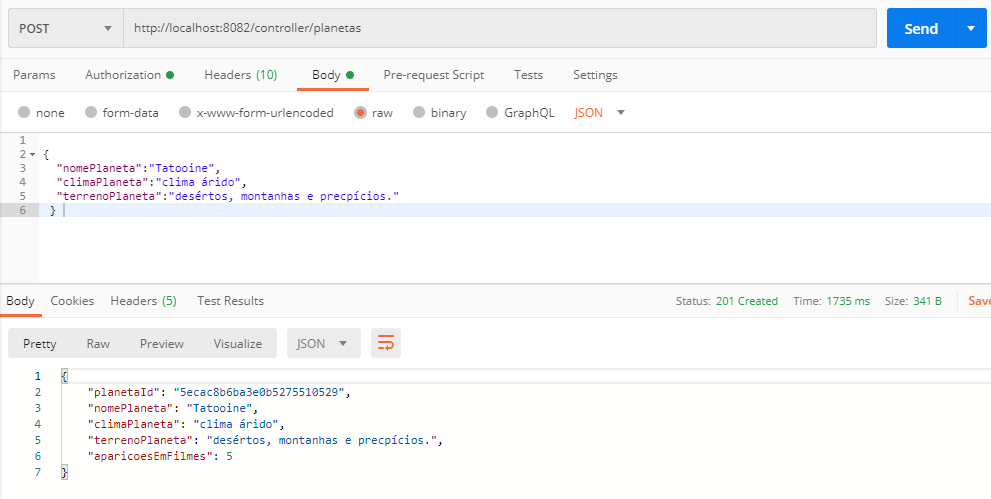 POST http://localhost:8082/controller/planetas Send
Params Authorization Headers (10) Body Pre-request Script Tests Settings
none form-data x-www-form-urlencoded raw binary GraphQL JSON
1
2 {
3 "nomePlaneta":"Tatooine",
4 "climaPlaneta":"clima árido",
5 "terrenoPlaneta":"desértos, montanhas e precpícios."
6 }
Body Cookies Headers (5) Test Results Status: 201 Created Time: 1735 ms Size: 341 B Save
Pretty Raw Preview Visualize JSON
1 {
2 "planetaId": "5ecac8b6ba3e0b5275510529",
3 "nomePlaneta": "Tatooine",
4 "climaPlaneta": "clima árido",
5 "terrenoPlaneta": "desértos, montanhas e precpícios.",
6 "aparicoesEmFilmes": 5
7 }